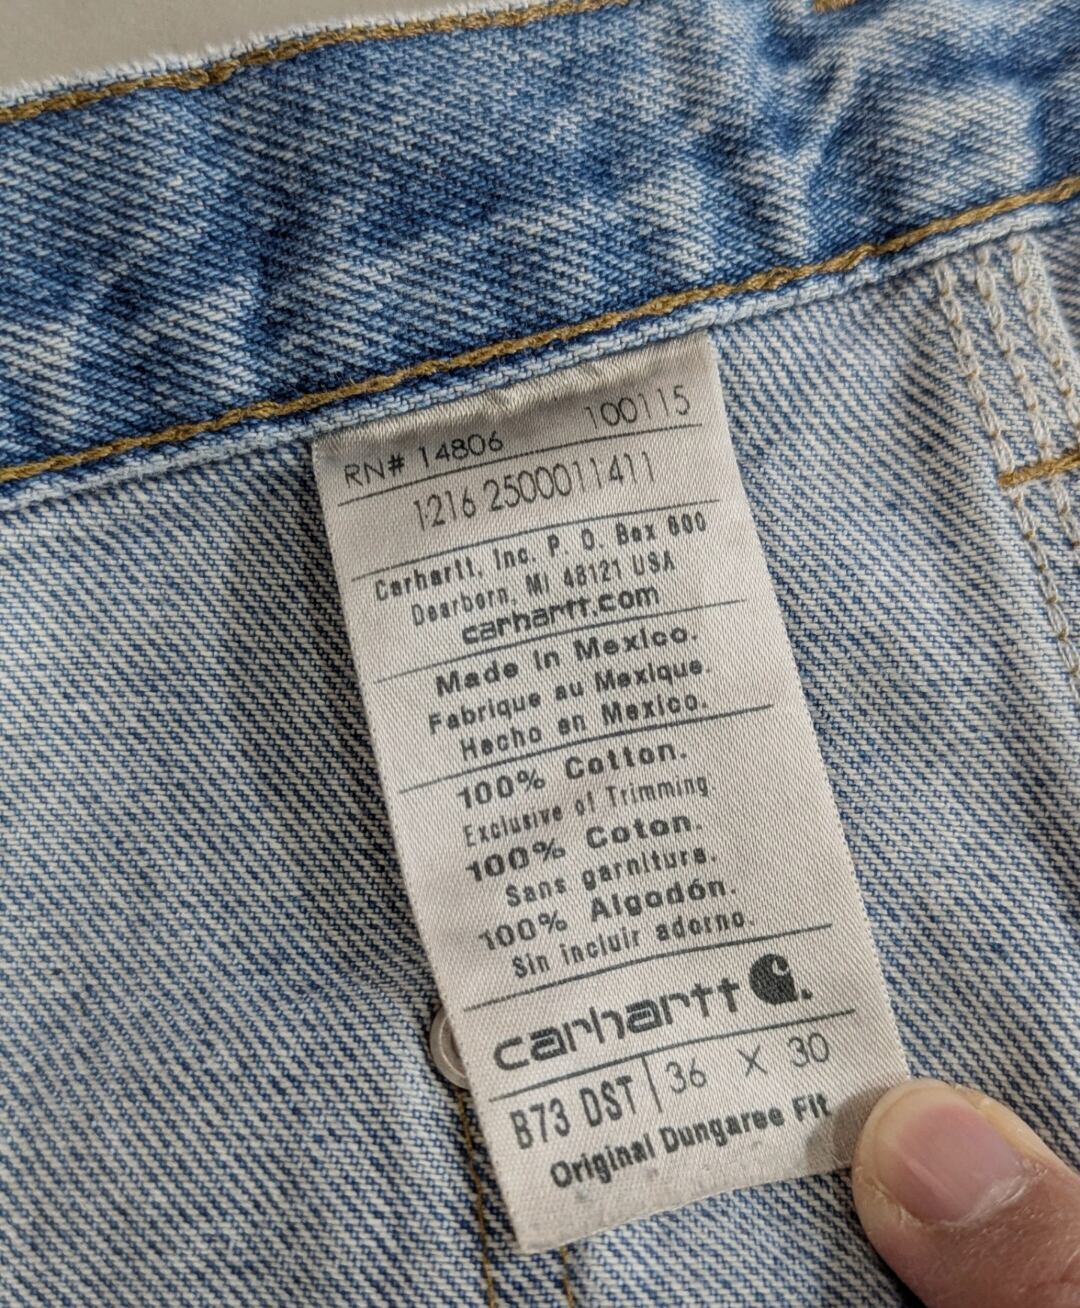 RN# 14806 100115
1216 2500011411
Carhartt, Inc. P. O. Box 600
Dearborn, MI 48121 USA
carhartt.com
Made in Mexico.
Fabrique au Mexique.
Hecho en Mexico.
100% Cotton.
Exclusive of Trimming.
100% Coton.
Sans garniture.
100% Algodón.
Sin incluir adorno.
carhartt
B73 DST 36 X 30
Original Dungaree Fit